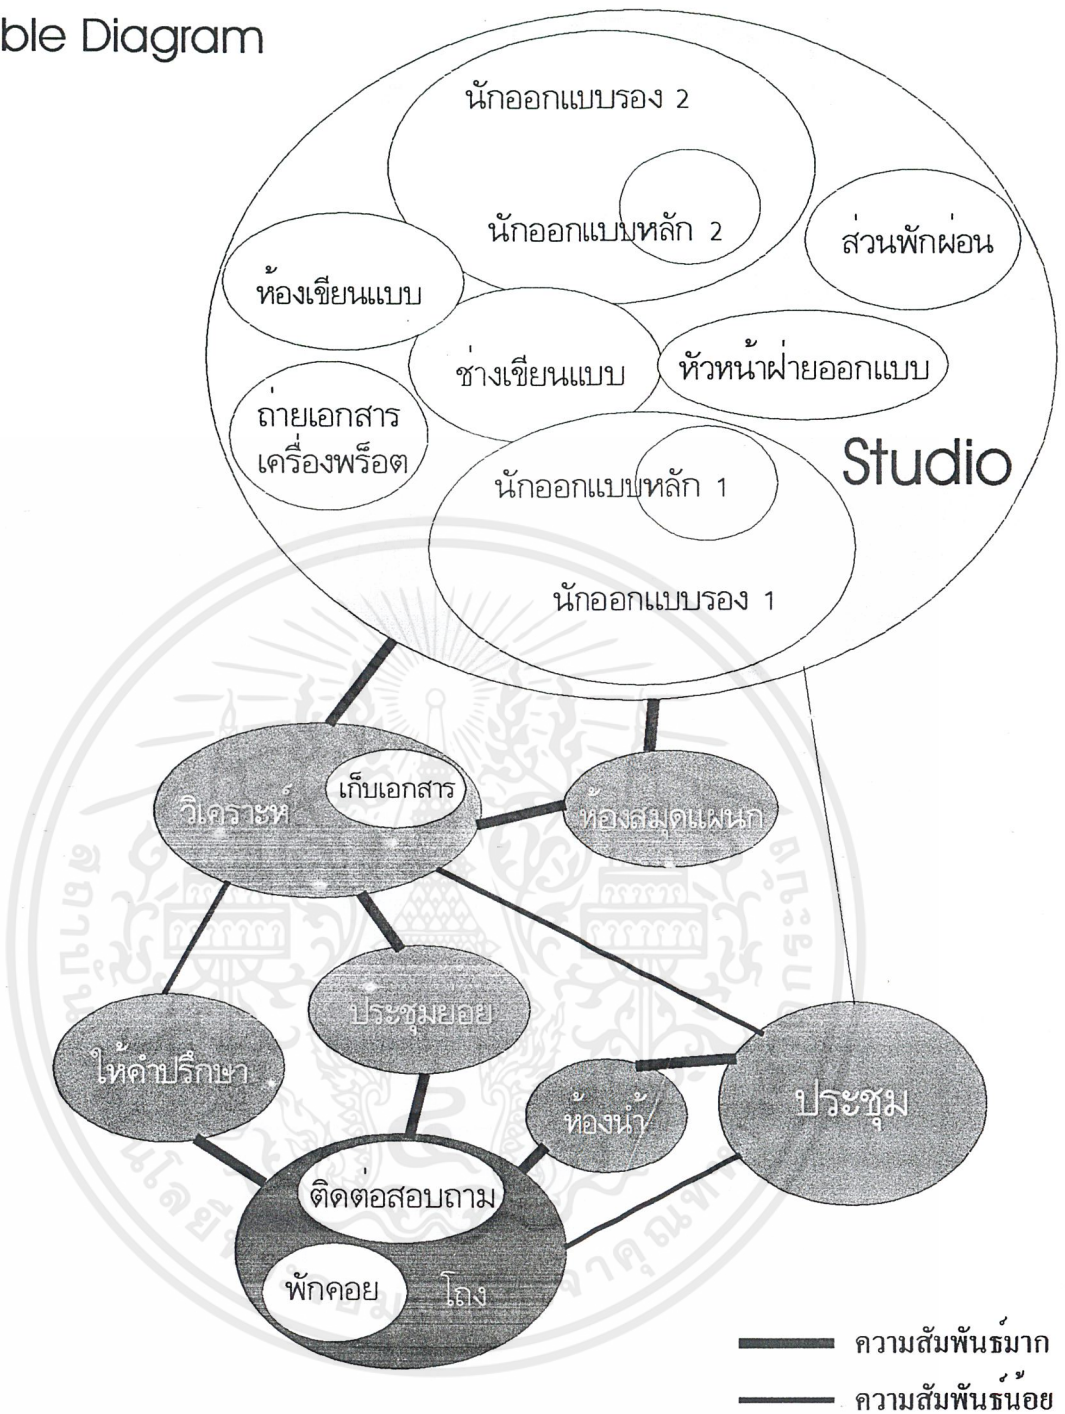 ble Diagram
นักออกแบบรอง 2
นักออกแบบหลัก 2
ส่วนพักผ่อน
ห้องเขียนแบบ
ช่างเขียนแบบ
หัวหน้าฝ่ายออกแบบ
ถ่ายเอกสาร
เครื่องพร็อต
Studio
นักออกแบบหลัก 1
นักออกแบบรอง 1
เก็บเอกสาร
วิเคราะห์
ห้องสมุดแผนก
ประชุมยอย
ให้คำปรึกษา
ห้องน้ำ
ประชุม
ติดต่อสอบถาม
พักคอย
โถง
ความสัมพันธ์มาก
ความสัมพันธ์น้อย